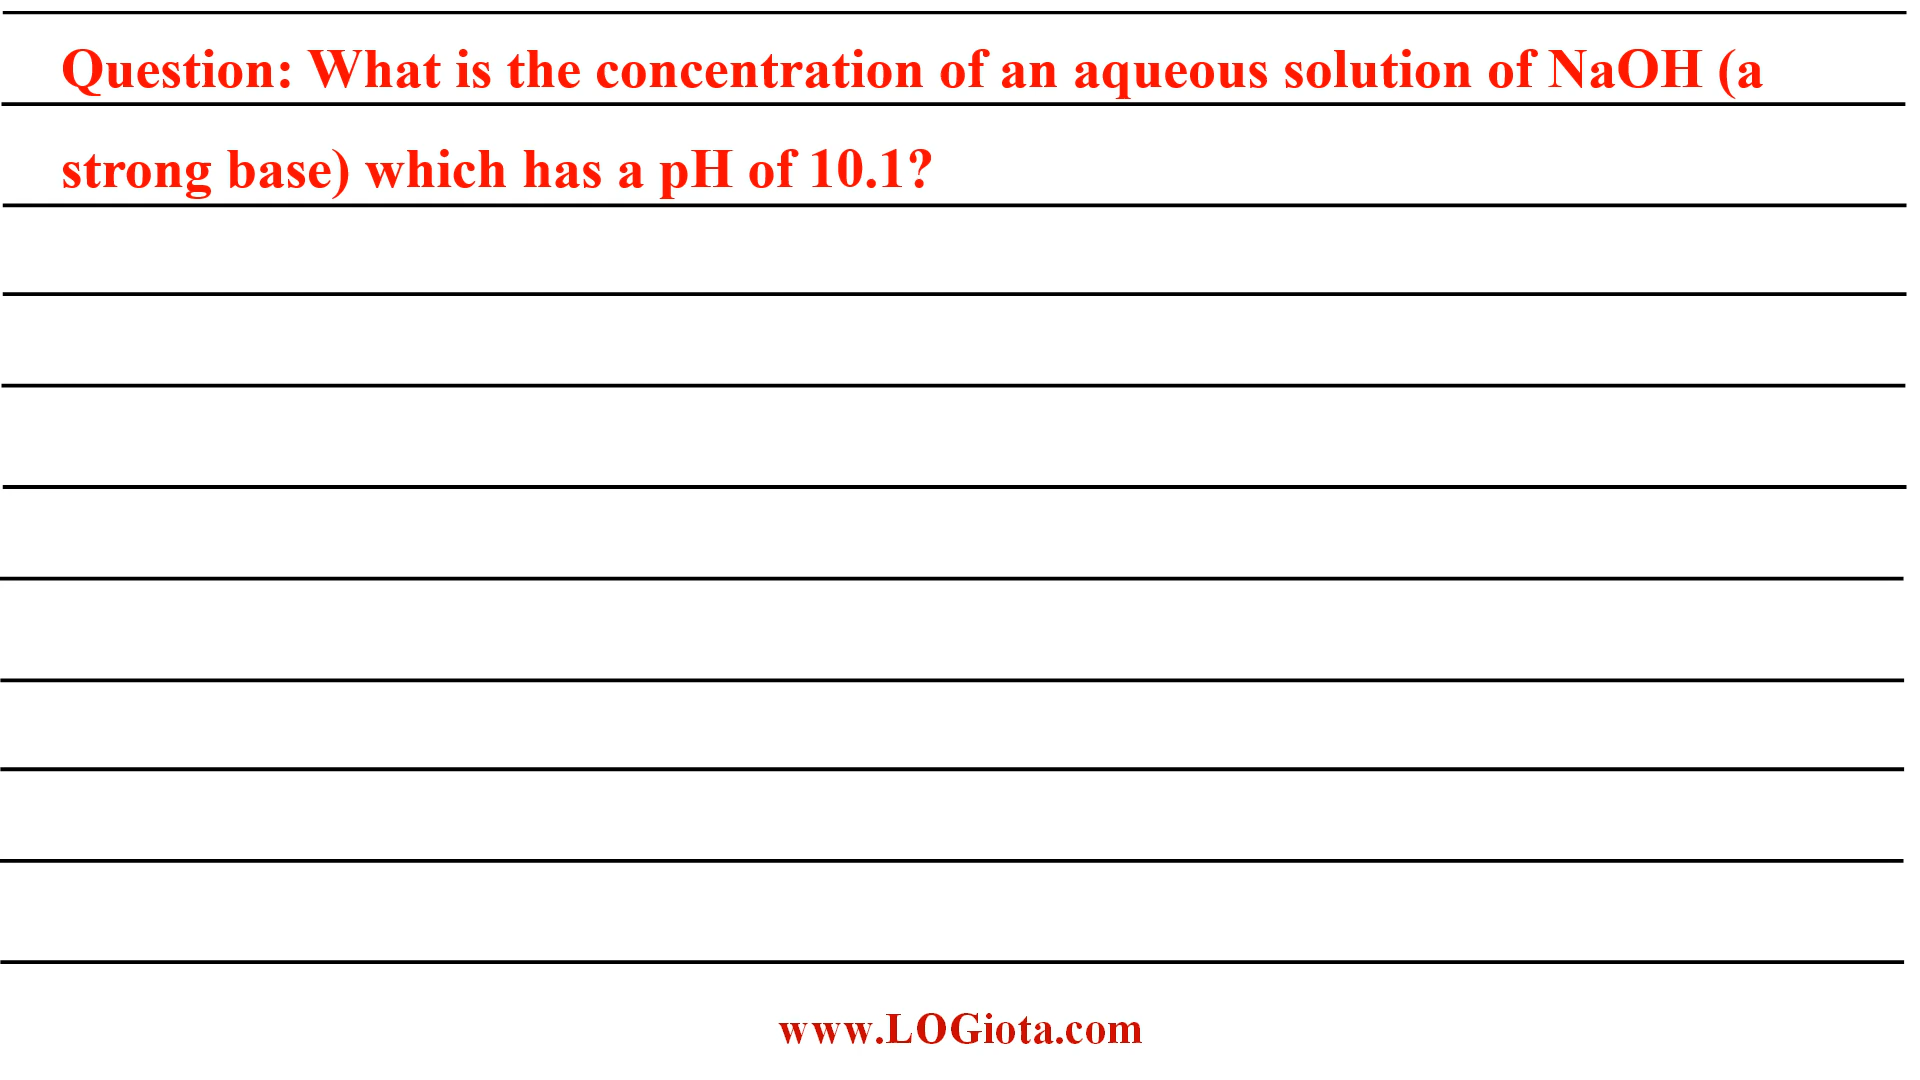 Question: What is the concentration of an aqueous solution of NaOH (a
strong base) which has a pH of 10.1?
www.LOGiota.com